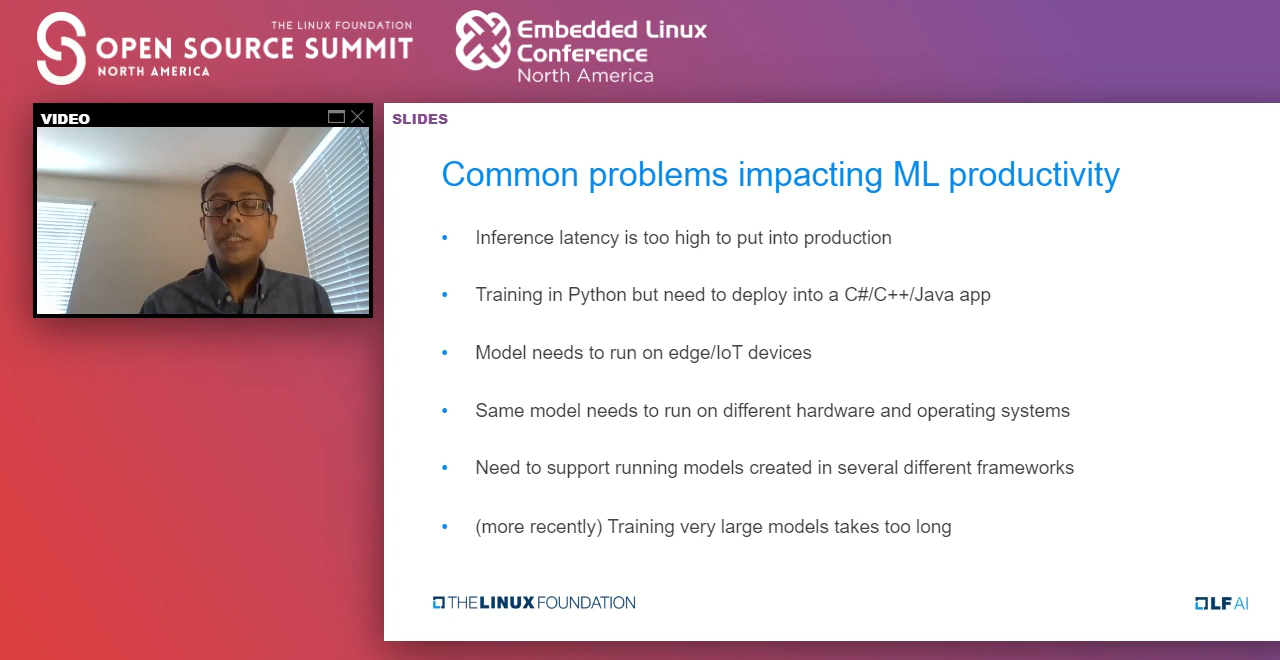 THE LINUX FOUNDATION
OPEN SOURCE SUMMIT
NORTH AMERICA
Embedded Linux
Conference
North America
VIDEO
SLIDES
Common problems impacting ML productivity
• Inference latency is too high to put into production
• Training in Python but need to deploy into a C#/C++/Java app
• Model needs to run on edge/IoT devices
• Same model needs to run on different hardware and operating systems
• Need to support running models created in several different frameworks
• (more recently) Training very large models takes too long
THE LINUX FOUNDATION
LF AI